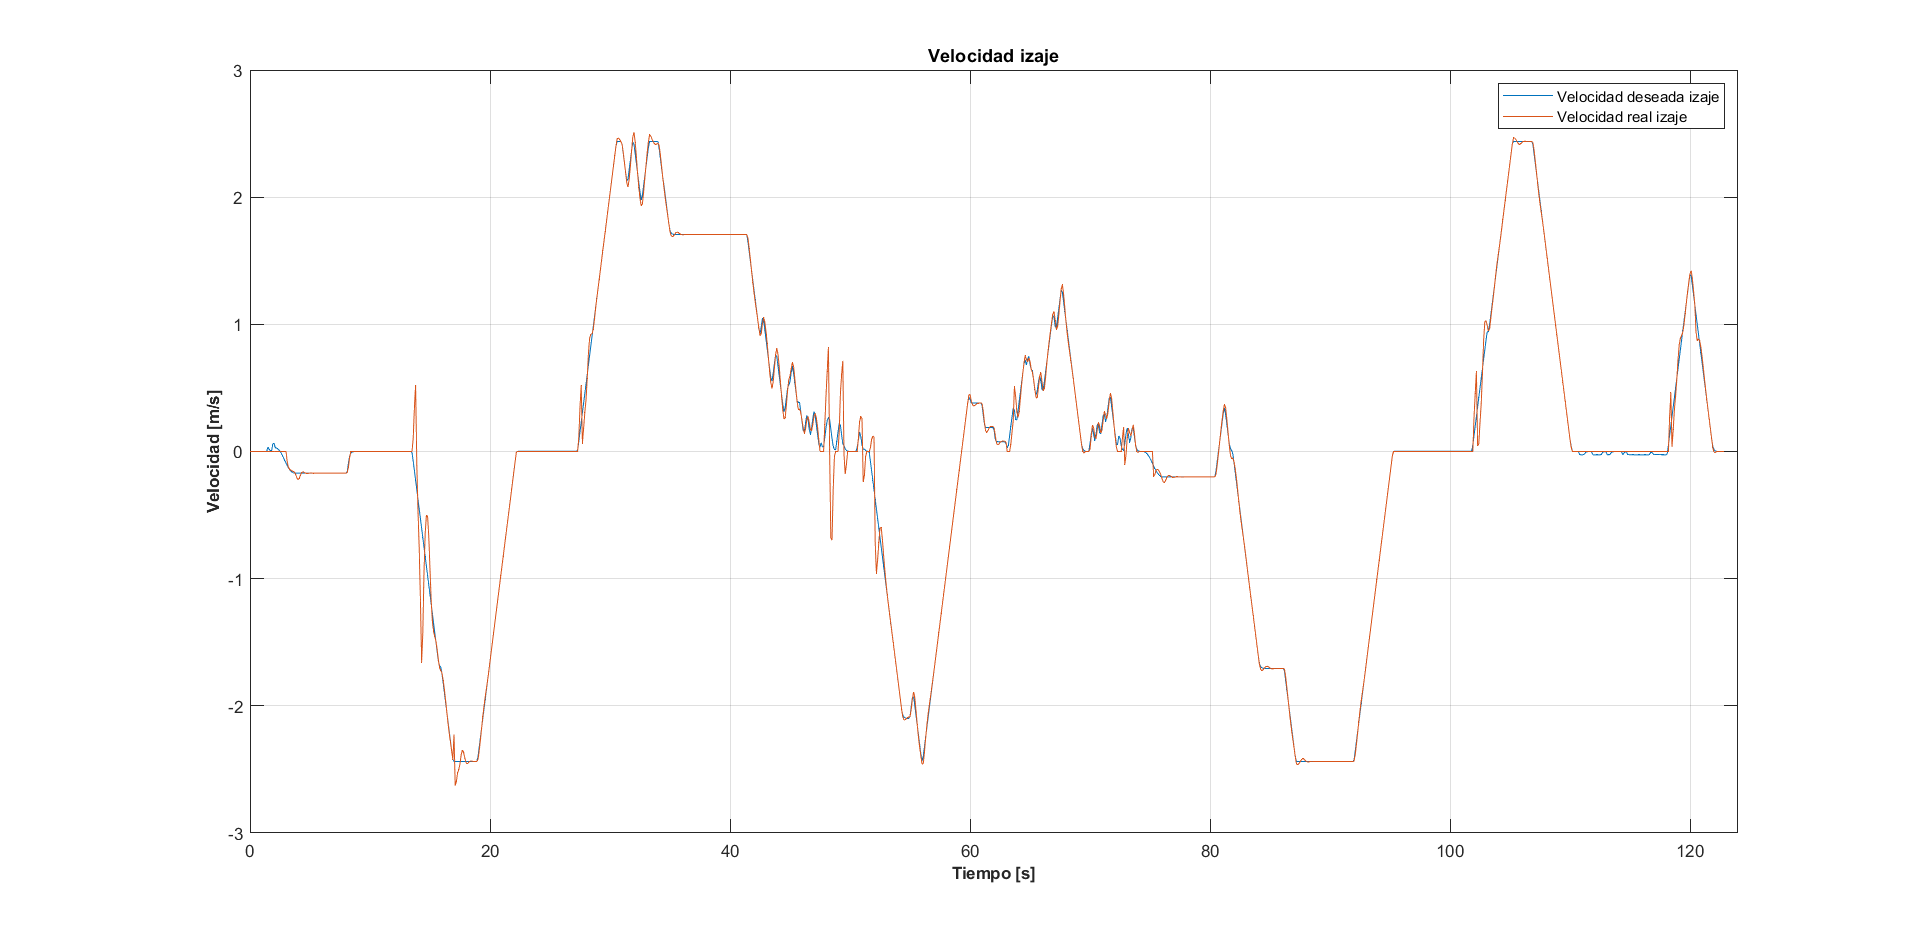 Velocidad izaje
Velocidad deseada izaje
Velocidad real izaje
Velocidad [m/s]
3
2
1
0
-1
-2
-3
0 20 40 60 80 100 120
Tiempo [s]